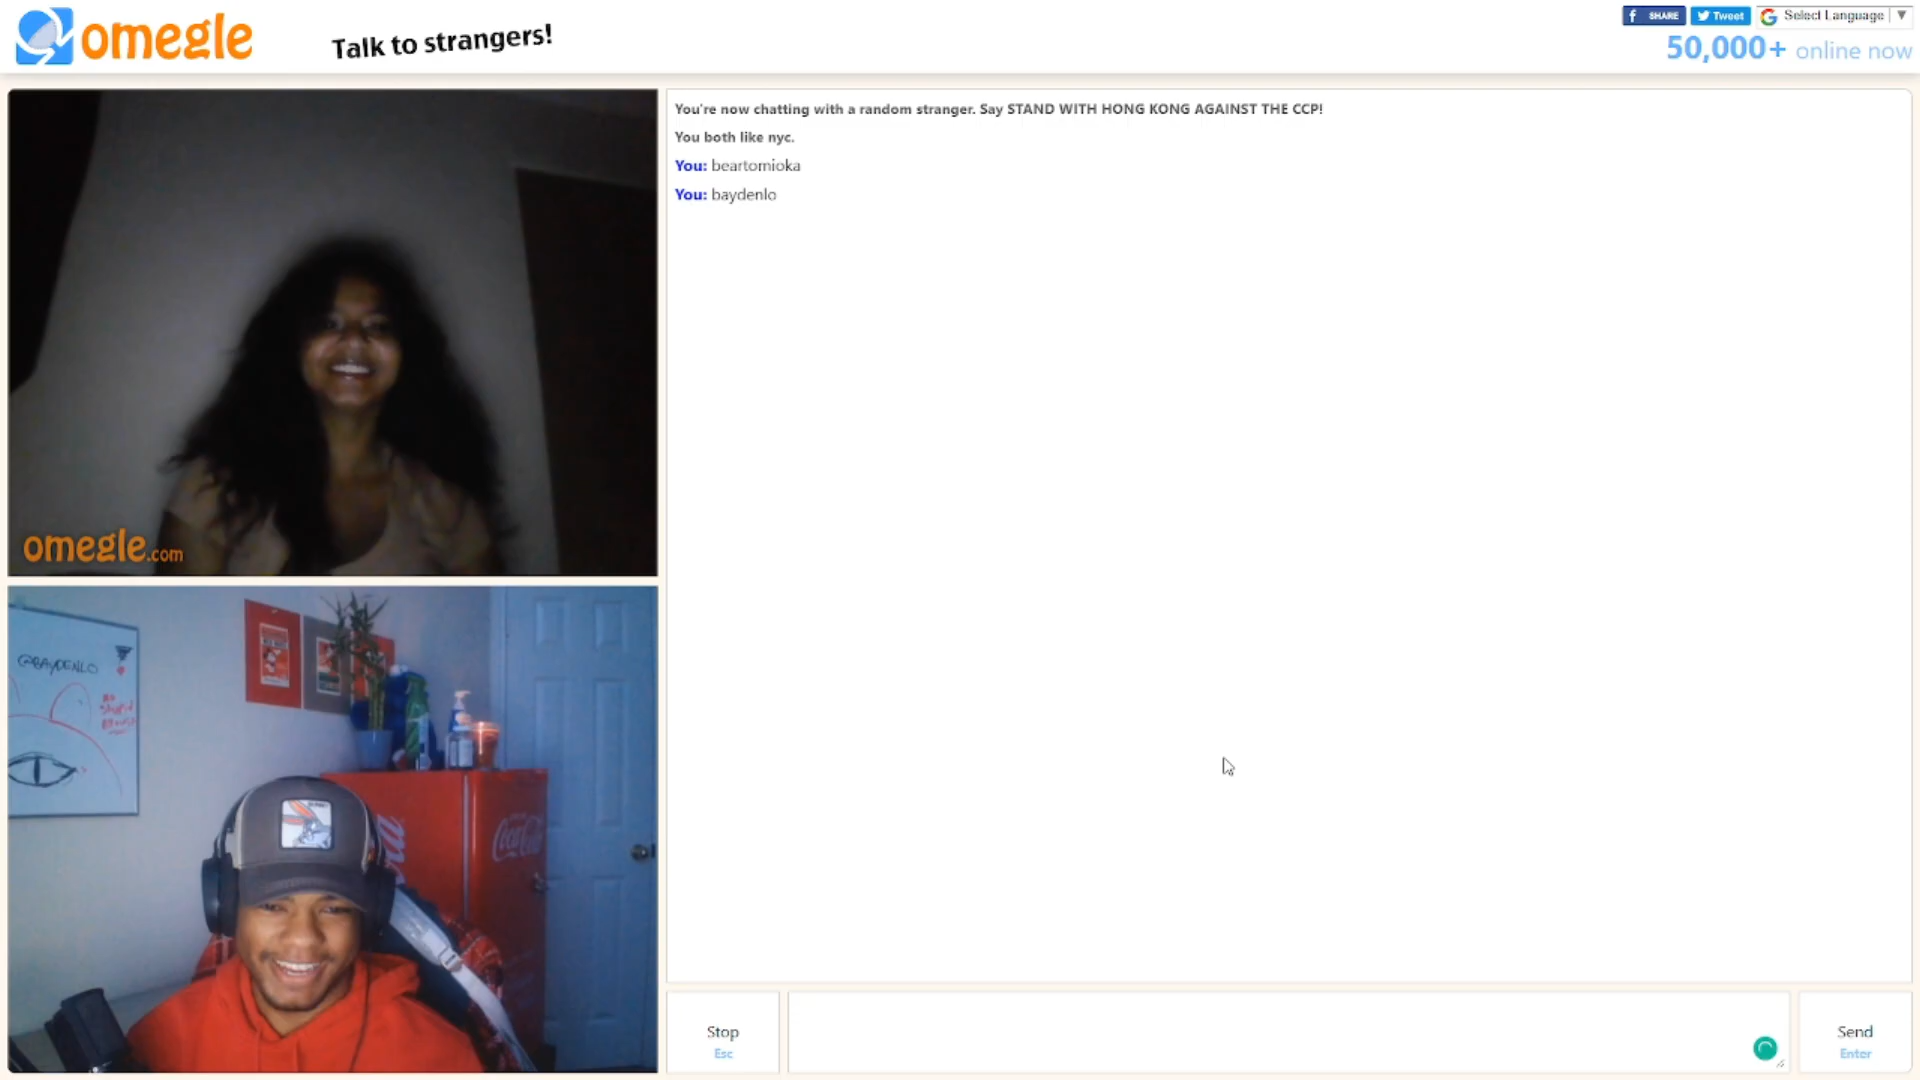 omegle
Talk to strangers!
SHARE
Tweet
Select Language
50,000+ online now
You're now chatting with a random stranger. Say STAND WITH HONG KONG AGAINST THE CCP!
You both like nyc.
You: beartomioka
You: baydenlo
omegle.com
@BAYDENLO
Coca-Cola
Stop
Esc
Send
Enter